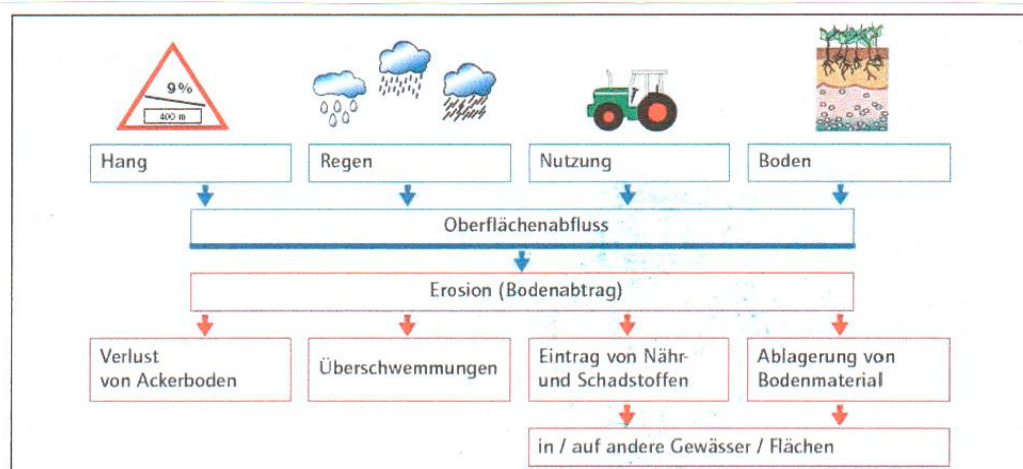 9%
400 m
Hang
Regen
Nutzung
Boden
Oberflächenabfluss
Erosion (Bodenabtrag)
Verlust
von Ackerboden
Überschwemmungen
Eintrag von Nähr-
und Schadstoffen
Ablagerung von
Bodenmaterial
in / auf andere Gewässer / Flächen